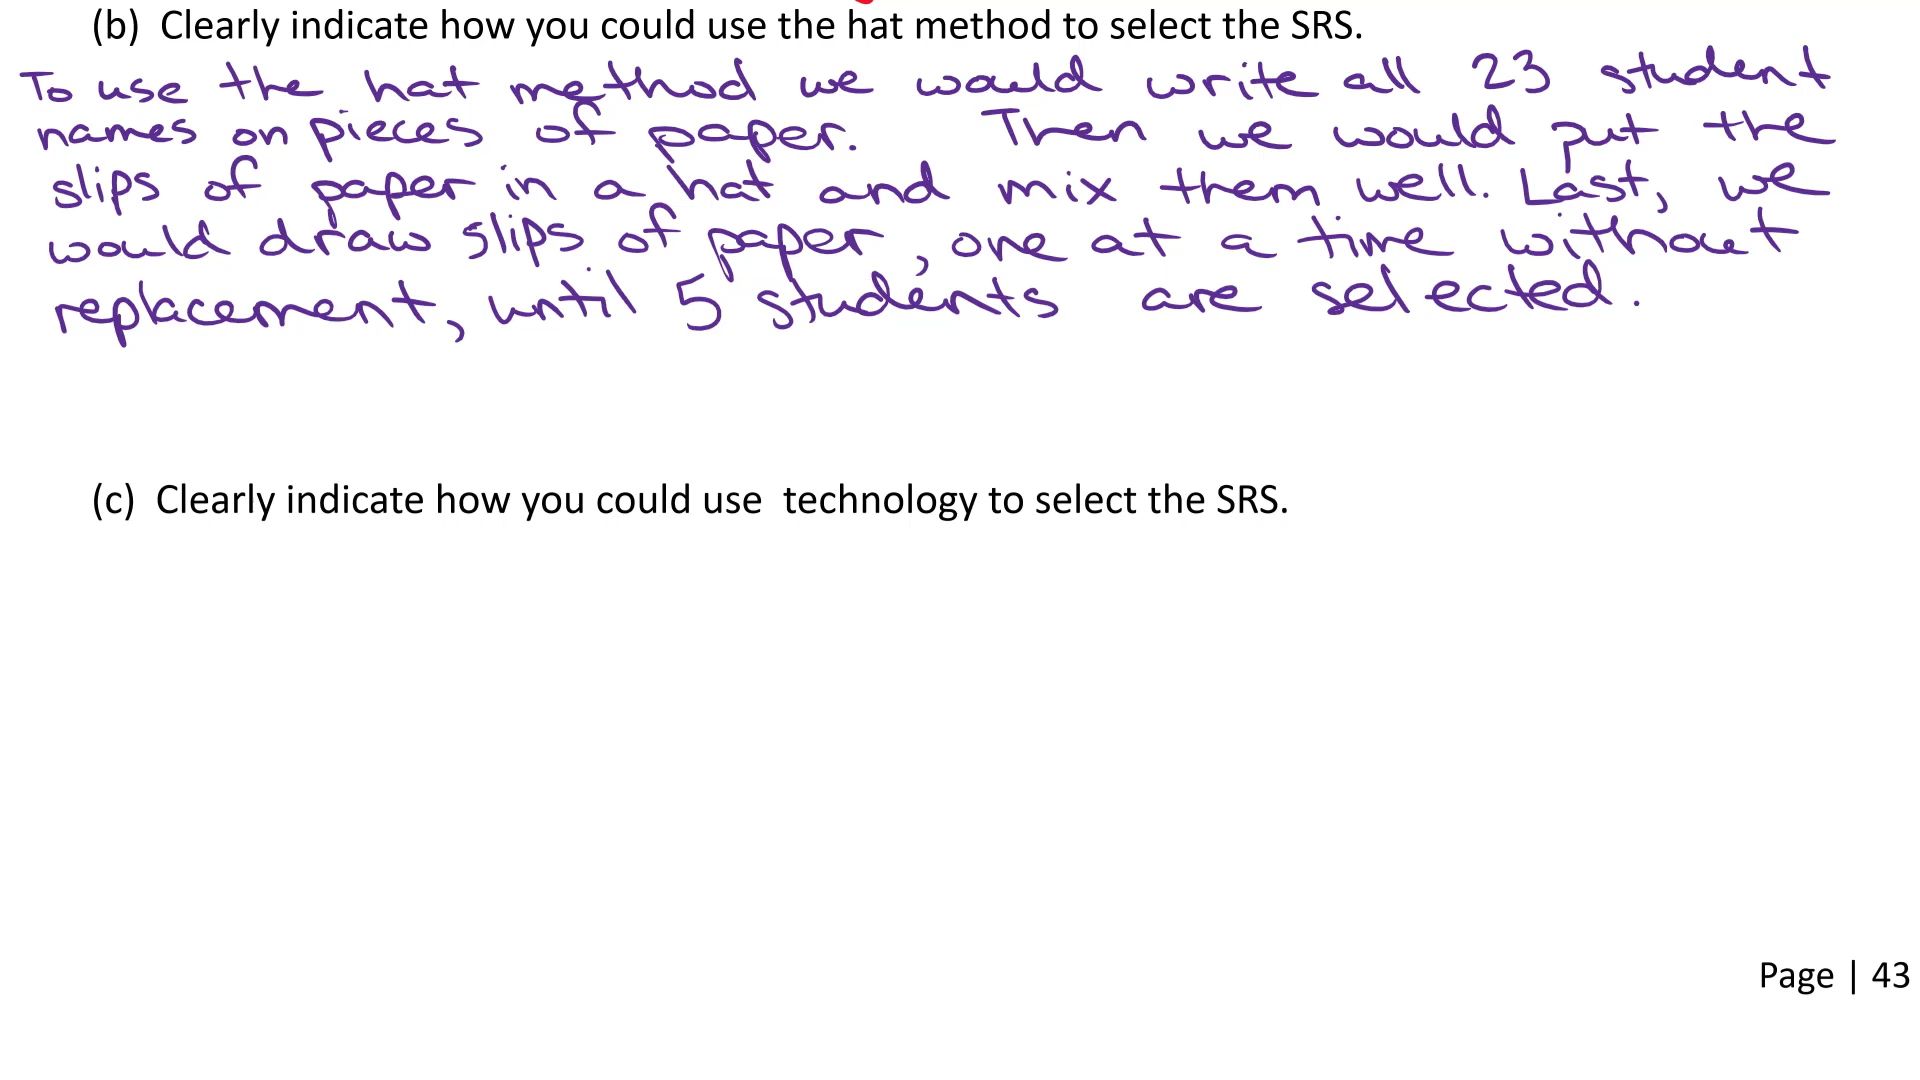 (b) Clearly indicate how you could use the hat method to select the SRS.
To use the hat method we would write all 23 student
names on pieces of paper. Then we would put the
slips of paper in a hat and mix them well. Last, we
would draw slips of paper, one at a time without
replacement, until 5 students are selected.
(c) Clearly indicate how you could use technology to select the SRS.
Page | 43